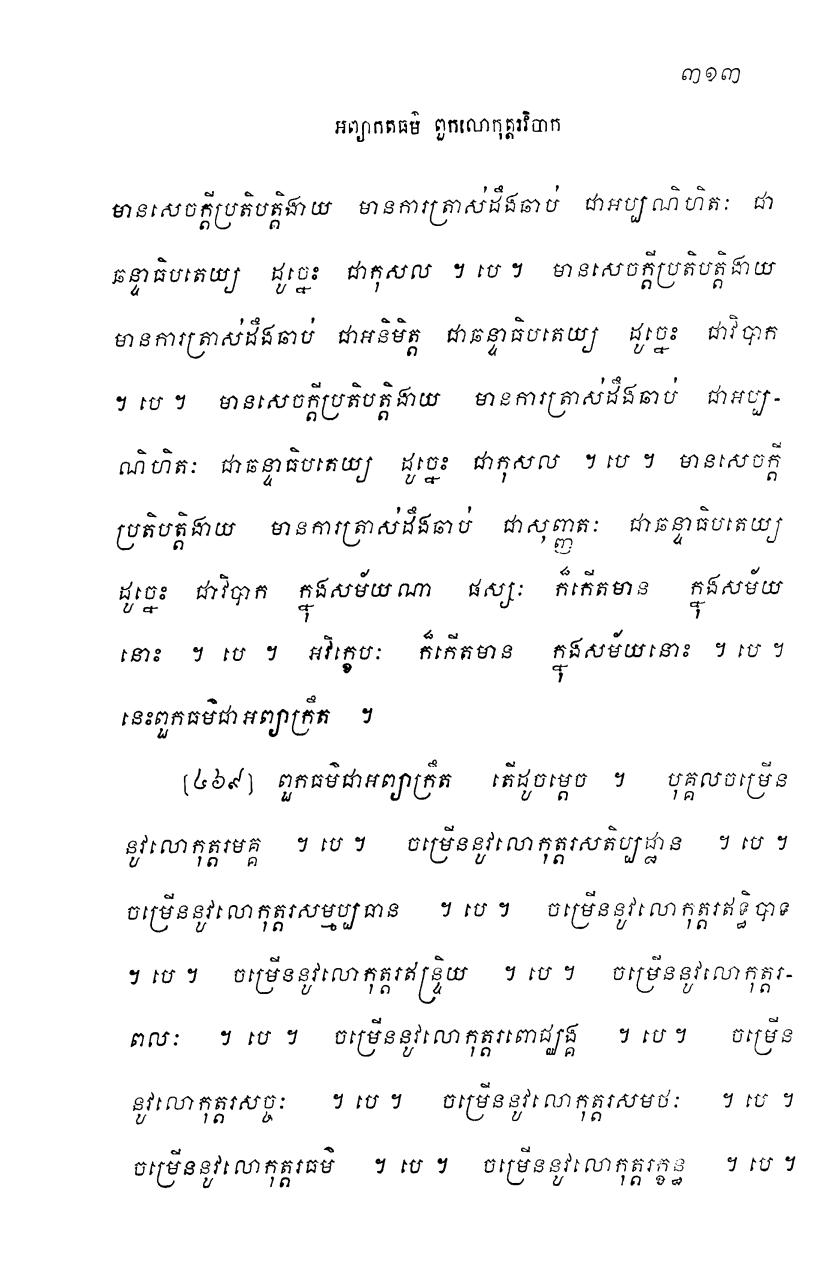 ៣១៣
អព្យាកតធម៌ ពួកលោកុត្តរវិបាក
មានសេចក្តីប្រតិបត្តិងាយ មានការត្រាស់ដឹងឆាប់ ជាអប្បណិហិតៈ ជា
ឆន្ទាធិបតេយ្យ ដូច្នេះ ជាកុសល ។ បេ ។ មានសេចក្តីប្រតិបត្តិងាយ
មានការត្រាស់ដឹងឆាប់ ជាអនិមិត្ត ជាឆន្ទាធិបតេយ្យ ដូច្នេះ ជាវិបាក
។ បេ ។ មានសេចក្តីប្រតិបត្តិងាយ មានការត្រាស់ដឹងឆាប់ ជាអប្ប-
ណិហិតៈ ជាឆន្ទាធិបតេយ្យ ដូច្នេះ ជាកុសល ។ បេ ។ មានសេចក្តី
ប្រតិបត្តិងាយ មានការត្រាស់ដឹងឆាប់ ជាសុញ្ញតៈ ជាឆន្ទាធិបតេយ្យ
ដូច្នេះ ជាវិបាក ក្នុងសម័យណា ផស្សៈ ក៏កើតមាន ក្នុងសម័យ
នោះ ។ បេ ។ អវិក្ខេបៈ ក៏កើតមាន ក្នុងសម័យនោះ ។ បេ ។
នេះពួកធម៌ជាអព្យាក្រឹត ។
[៤៦៩] ពួកធម៌ជាអព្យាក្រឹត តើដូចម្តេច ។ បុគ្គលចម្រើន
នូវលោកុត្តរមគ្គ ។ បេ ។ ចម្រើននូវលោកុត្តរសតិប្បដ្ឋាន ។ បេ ។
ចម្រើននូវលោកុត្តរសម្មប្បធាន ។ បេ ។ ចម្រើននូវលោកុត្តរឥទ្ធិបាទ
។ បេ ។ ចម្រើននូវលោកុត្តរឥន្ទ្រិយ ។ បេ ។ ចម្រើននូវលោកុត្តរ-
ពលៈ ។ បេ ។ ចម្រើននូវលោកុត្តរពោជ្ឈង្គ ។ បេ ។ ចម្រើន
នូវលោកុត្តរសច្ចៈ ។ បេ ។ ចម្រើននូវលោកុត្តរសមថៈ ។ បេ ។
ចម្រើននូវលោកុត្តរធម៌ ។ បេ ។ ចម្រើននូវលោកុត្តរក្ខន្ធ ។ បេ ។